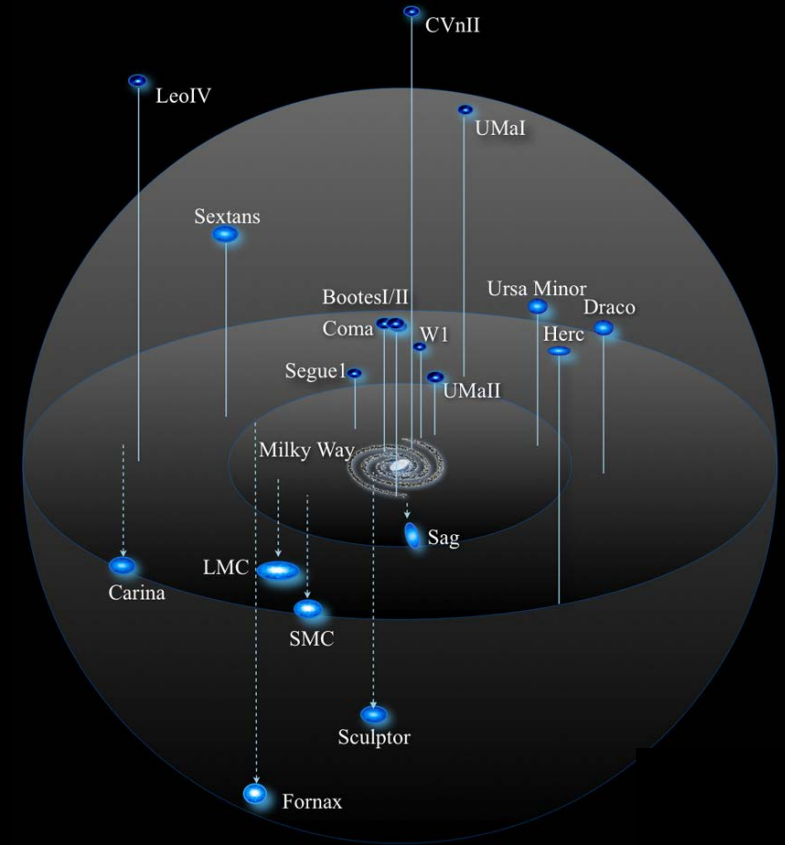 CVnII
LeoIV
UMaI
Sextans
BootesI/II
Ursa Minor
Draco
Coma
W1
Herc
Segue1
UMaII
Milky Way
Sag
LMC
Carina
SMC
Sculptor
Fornax